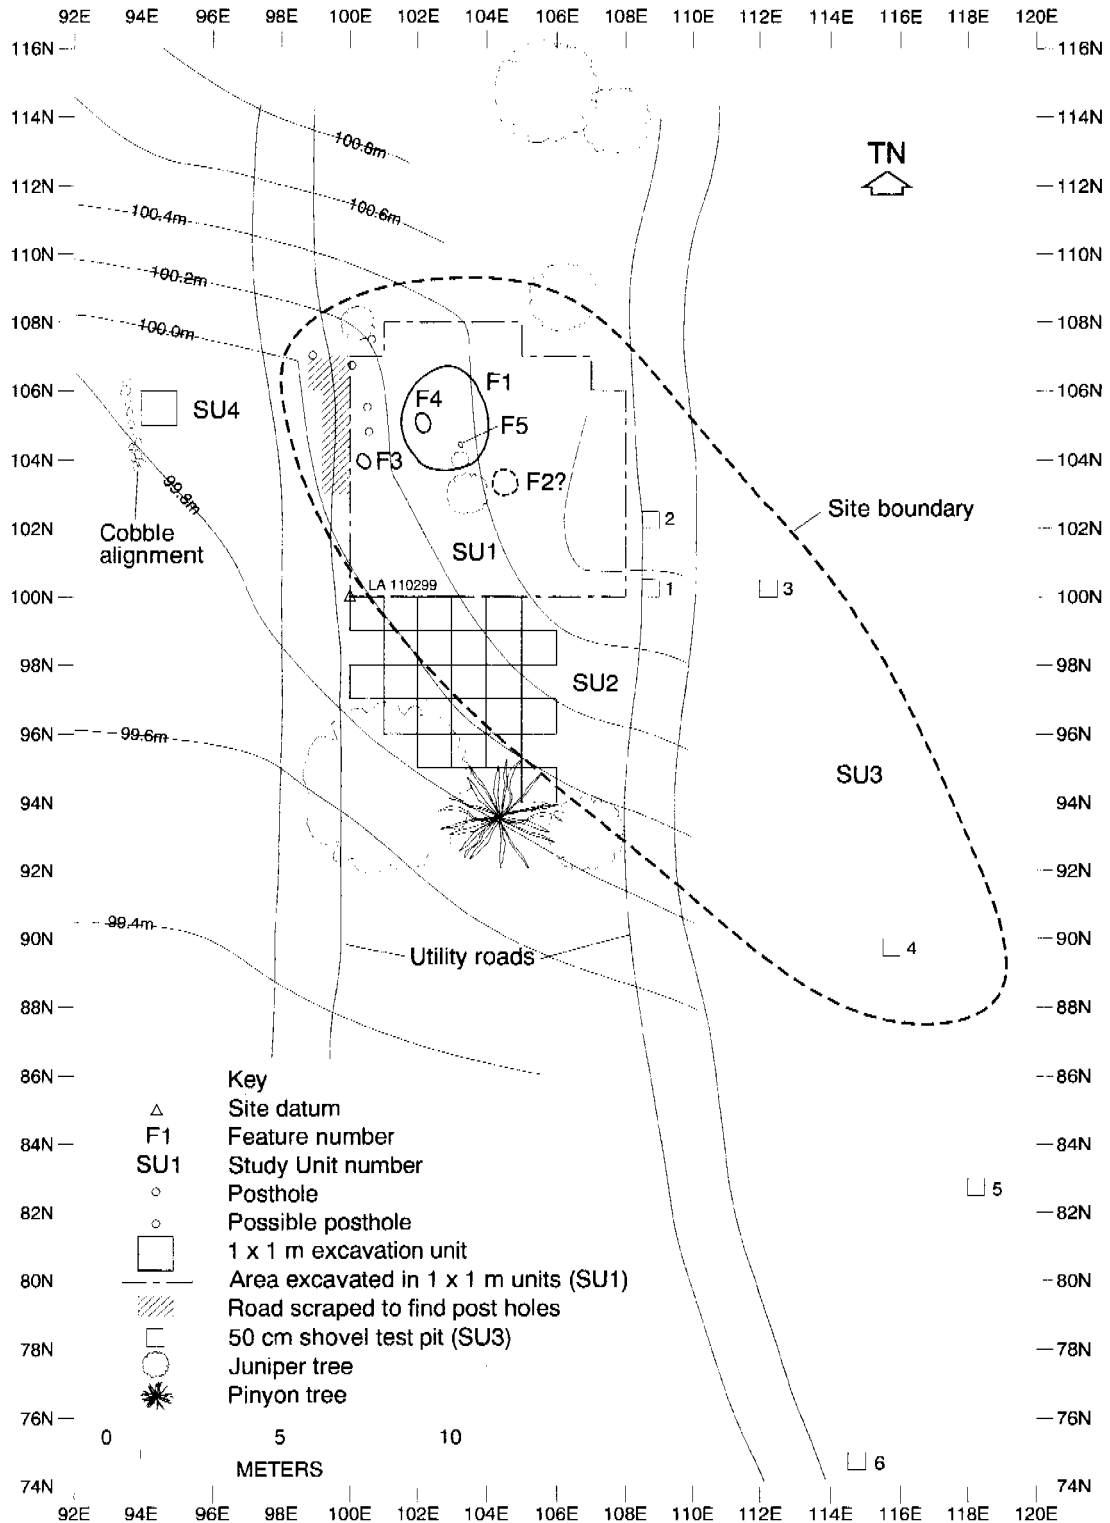 92E 96E 98E 100E 102E 104E 106E 108E 110E 112E 114E 116E 118E 120E
116N 116N
114N 114N
100.8m
TN
112N 112N
100.6m
100.4m
110N 110N
100.2m
108N 108N
100.0m
106N 106N
F1
F4
SU4
F5
104N 104N
F3
F2?
99.8m
2
Site boundary
102N 102N
Cobble
alignment
SU1
LA 110299
1
3
100N 100N
98N 98N
SU2
96N 96N
99.6m
SU3
94N 94N
92N 92N
99.4m
90N 90N
4
Utility roads
88N 88N
86N 86N
Key
Site datum
F1 Feature number
84N 84N
SU1 Study Unit number
5
Posthole
82N 82N
Possible posthole
1 x 1 m excavation unit
80N 80N
Area excavated in 1 x 1 m units (SU1)
Road scraped to find post holes
78N 78N
50 cm shovel test pit (SU3)
Juniper tree
Pinyon tree
76N 76N
0 5 10
6
METERS
74N 74N
92E 94E 96E 98E 100E 102E 104E 106E 108E 110E 112E 114E 116E 118E 120E